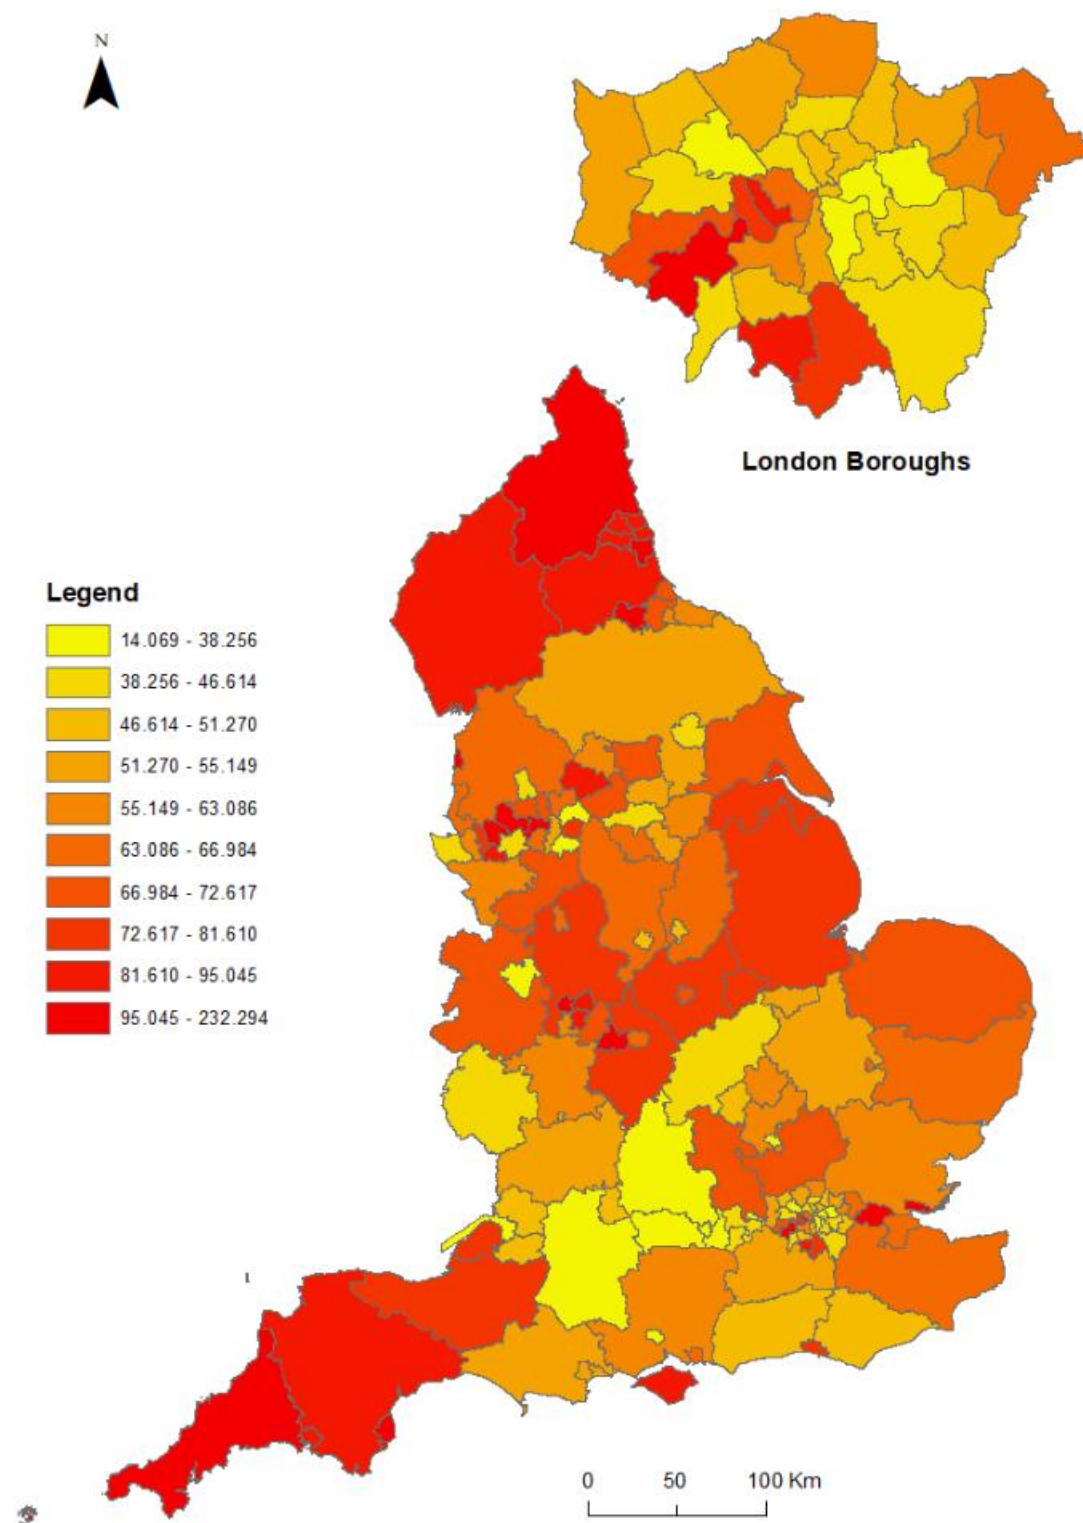 N
London Boroughs
Legend
14.069 - 38.256
38.256 - 46.614
46.614 - 51.270
51.270 - 55.149
55.149 - 63.086
63.086 - 66.984
66.984 - 72.617
72.617 - 81.610
81.610 - 95.045
95.045 - 232.294
0 50 100 Km